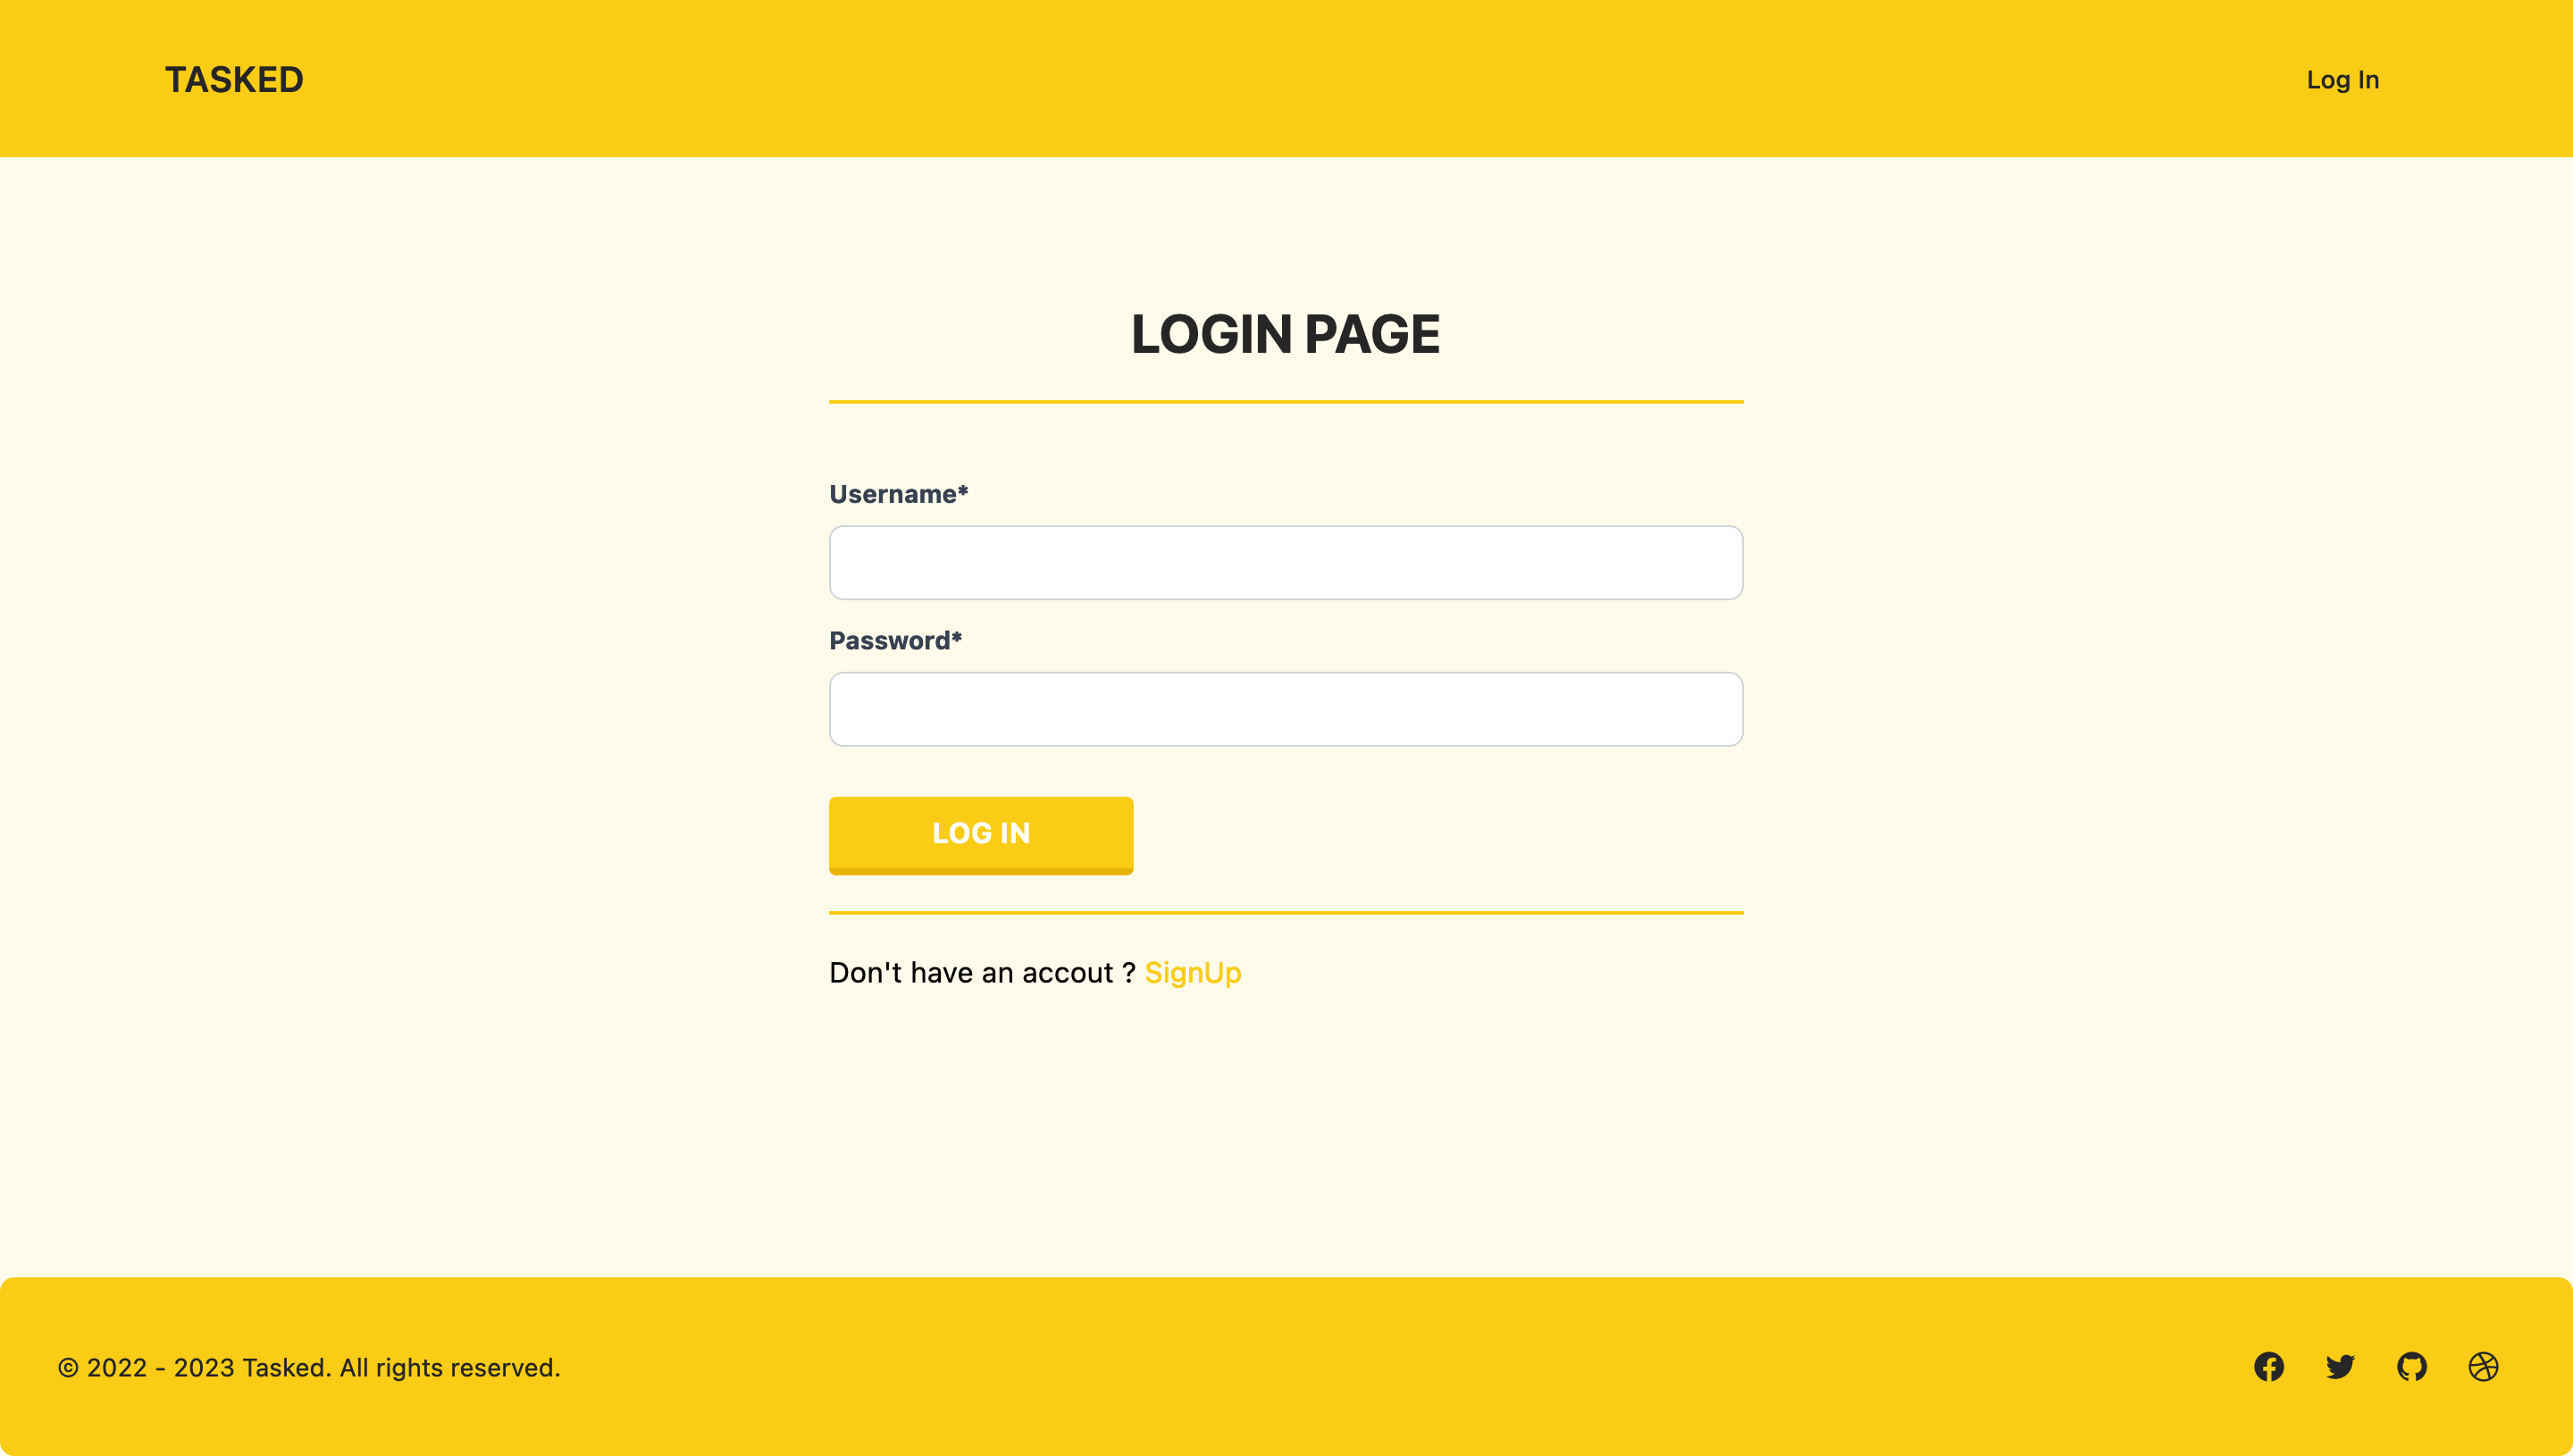 TASKED
Log In
LOGIN PAGE
Username*
Password*
LOG IN
Don't have an accout ? SignUp
© 2022 - 2023 Tasked. All rights reserved.